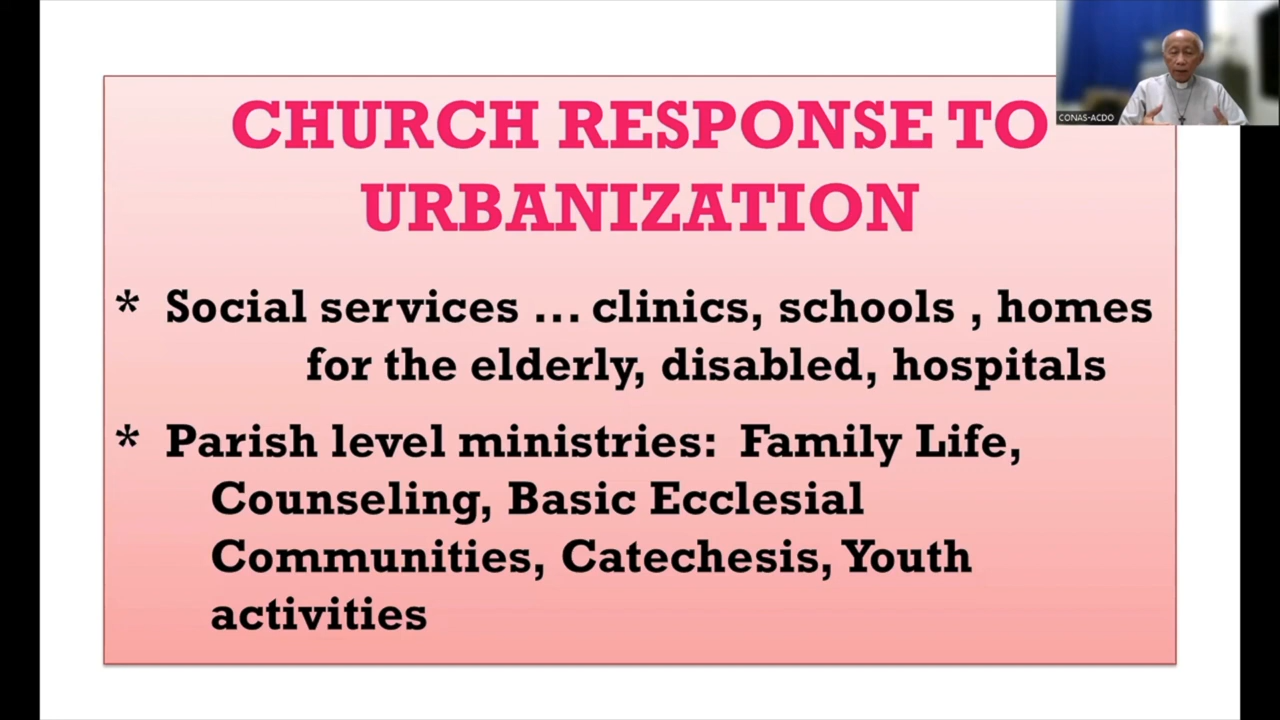 CHURCH RESPONSE TO
URBANIZATION
* Social services ... clinics, schools , homes
for the elderly, disabled, hospitals
* Parish level ministries: Family Life,
Counseling, Basic Ecclesial
Communities, Catechesis, Youth
activities
CONAS-ACDO